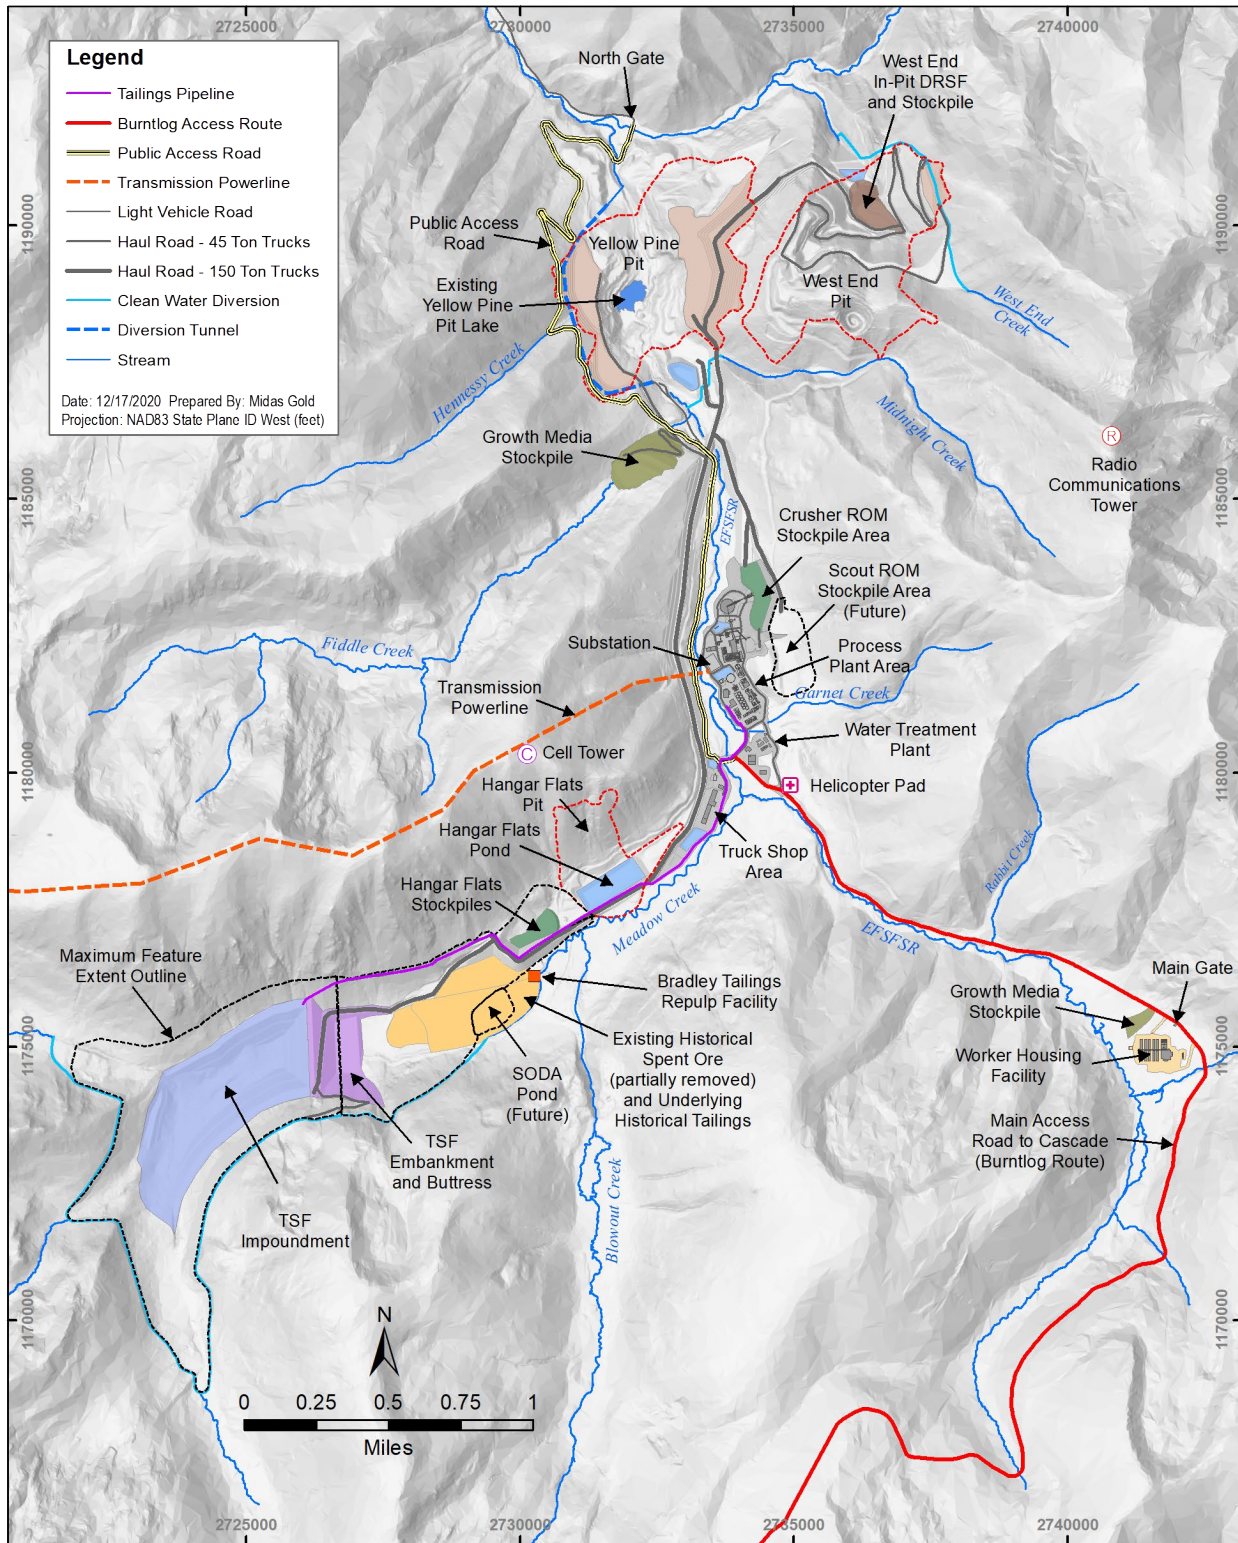 2725000
2730000
2735000
2740000
Legend
Tailings Pipeline
Burntlog Access Route
Public Access Road
Transmission Powerline
Light Vehicle Road
Haul Road - 45 Ton Trucks
Haul Road - 150 Ton Trucks
Clean Water Diversion
Diversion Tunnel
Stream
Date: 12/17/2020 Prepared By: Midas Gold
Projection: NAD83 State Plane ID West (feet)
North Gate
West End
In-Pit DRSF
and Stockpile
1190000
1190000
Public Access
Road
Yellow Pine
Pit
Existing
Yellow Pine
Pit Lake
West End
Pit
West End
Creek
Hennessy Creek
Midnight Creek
Growth Media
Stockpile
R
Radio
Communications
Tower
1185000
1185000
EFSFSR
Crusher ROM
Stockpile Area
Scout ROM
Stockpile Area
(Future)
Fiddle Creek
Substation
Process
Plant Area
Garnet Creek
Transmission
Powerline
Water Treatment
Plant
C
Cell Tower
1180000
1180000
Helicopter Pad
Hangar Flats
Pit
Hangar Flats
Pond
Truck Shop
Area
Rabbit Creek
Hangar Flats
Stockpiles
Meadow Creek
EFSFSR
Maximum Feature
Extent Outline
Bradley Tailings
Repulp Facility
Main Gate
Growth Media
Stockpile
1175000
1175000
Existing Historical
Spent Ore
(partially removed)
and Underlying
Historical Tailings
Worker Housing
Facility
SODA
Pond
(Future)
Main Access
Road to Cascade
(Burntlog Route)
TSF
Embankment
and Buttress
TSF
Impoundment
Blowout Creek
1170000
1170000
N
0
0.25
0.5
0.75
1
Miles
2725000
2730000
2735000
2740000